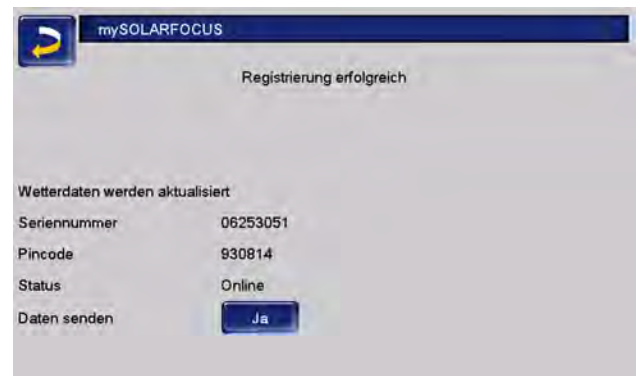 mySOLARFOCUS
Registrierung erfolgreich
Wetterdaten werden aktualisiert
Seriennummer 06253051
Pincode 930814
Status Online
Daten senden Ja